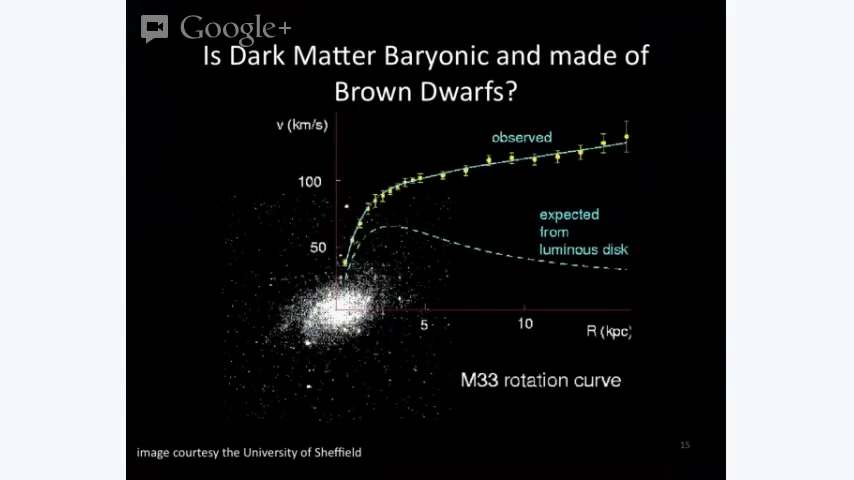 Google+
Is Dark Matter Baryonic and made of
Brown Dwarfs?
v (km/s)
observed
100
expected
from
luminous disk
50
5
10
R (kpc)
M33 rotation curve
15
image courtesy the University of Sheffield